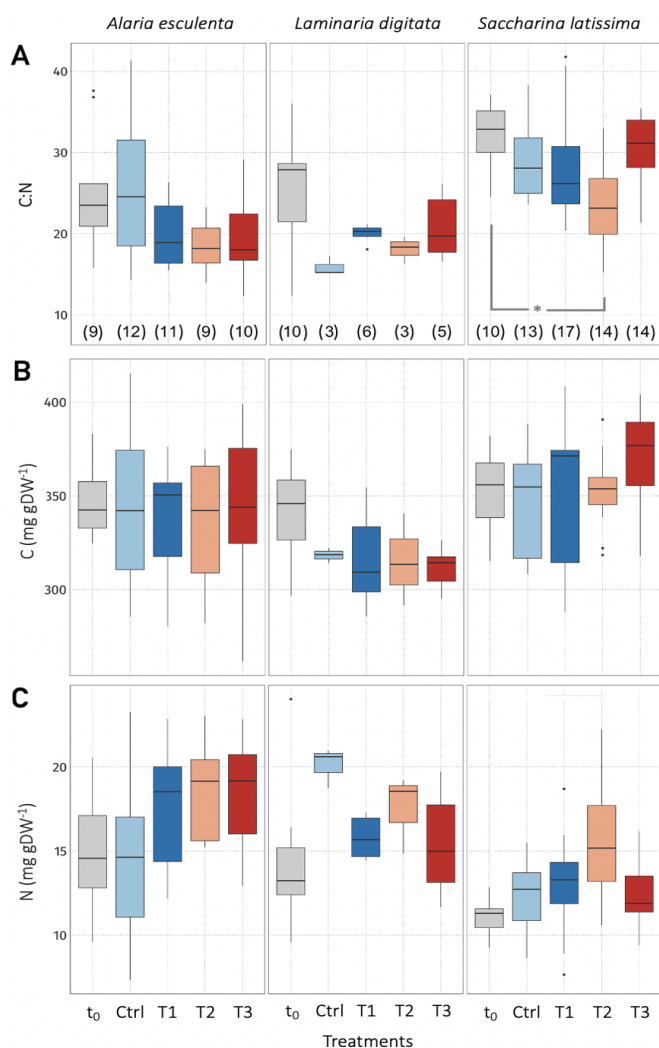 Alaria esculenta Laminaria digitata Saccharina latissima
A
40
30
20
10
C:N
*
(9) (12) (11) (9) (10) (10) (3) (6) (3) (5) (10) (13) (17) (14) (14)
B
400
350
300
C (mg gDW⁻¹)
C
20
15
10
N (mg gDW⁻¹)
t₀ Ctrl T1 T2 T3 t₀ Ctrl T1 T2 T3 t₀ Ctrl T1 T2 T3
Treatments